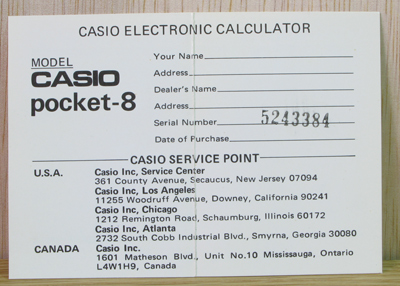 CASIO ELECTRONIC CALCULATOR
MODEL
CASIO
pocket-8
Your Name
Address
Dealer's Name
Address
Serial Number 5243384
Date of Purchase
CASIO SERVICE POINT
U.S.A. Casio Inc, Service Center
361 County Avenue, Secaucus, New Jersey 07094
Casio Inc, Los Angeles
11255 Woodruff Avenue, Downey, California 90241
Casio Inc, Chicago
1212 Remington Road, Schaumburg, Illinois 60172
Casio Inc, Atlanta
2732 South Cobb Industrial Blvd., Smyrna, Georgia 30080
CANADA Casio Inc.
1601 Matheson Blvd., Unit No.10 Mississauga, Ontario
L4W1H9, Canada